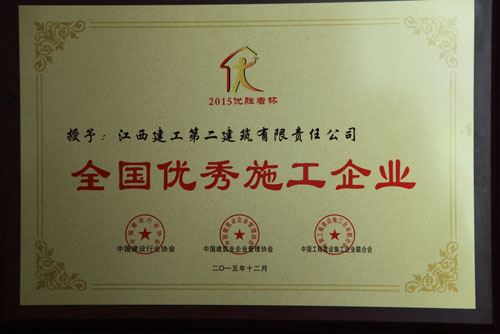 2015优胜者杯
授予：江西建工第二建筑有限责任公司
全国优秀施工企业
中国建设行业协会 中国建筑业企业管理协会 中国工程建设施工企业联合会
二〇一五年十二月